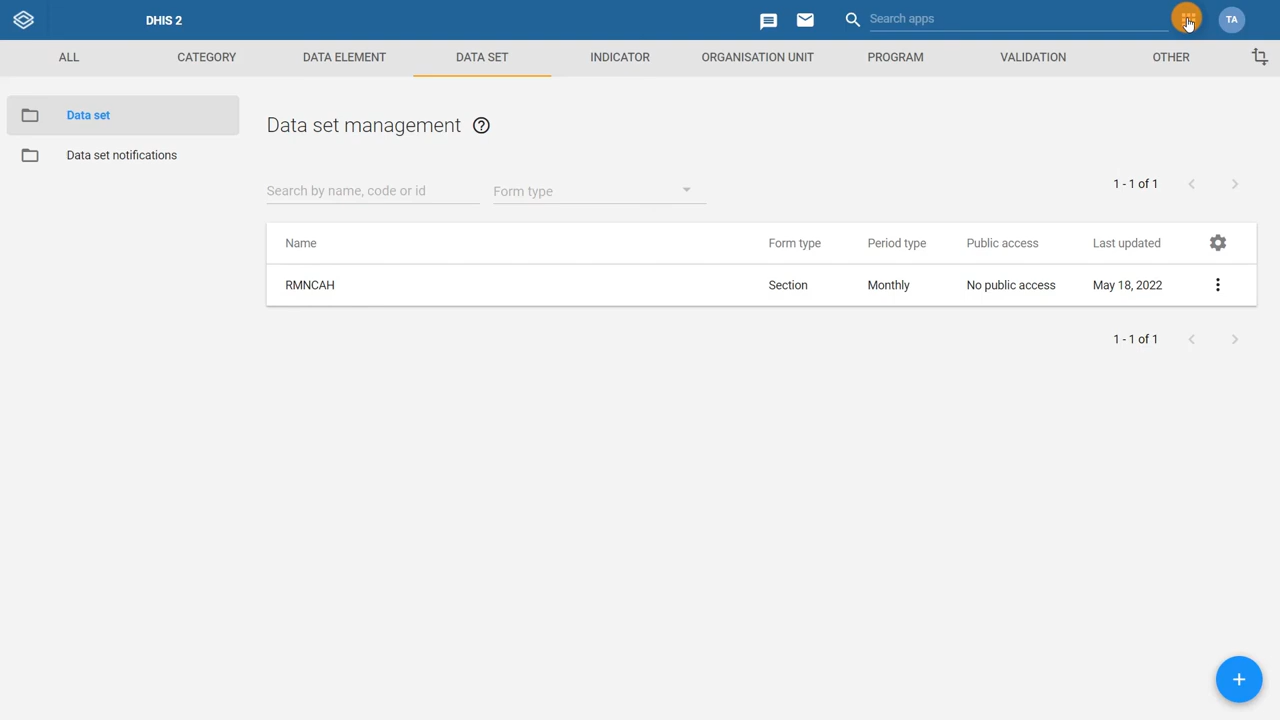 DHIS 2
Search apps
TA
ALL CATEGORY DATA ELEMENT DATA SET INDICATOR ORGANISATION UNIT PROGRAM VALIDATION OTHER
Data set
Data set notifications
Data set management
Search by name, code or id
Form type
1 - 1 of 1
Name Form type Period type Public access Last updated
RMNCAH Section Monthly No public access May 18, 2022
1 - 1 of 1